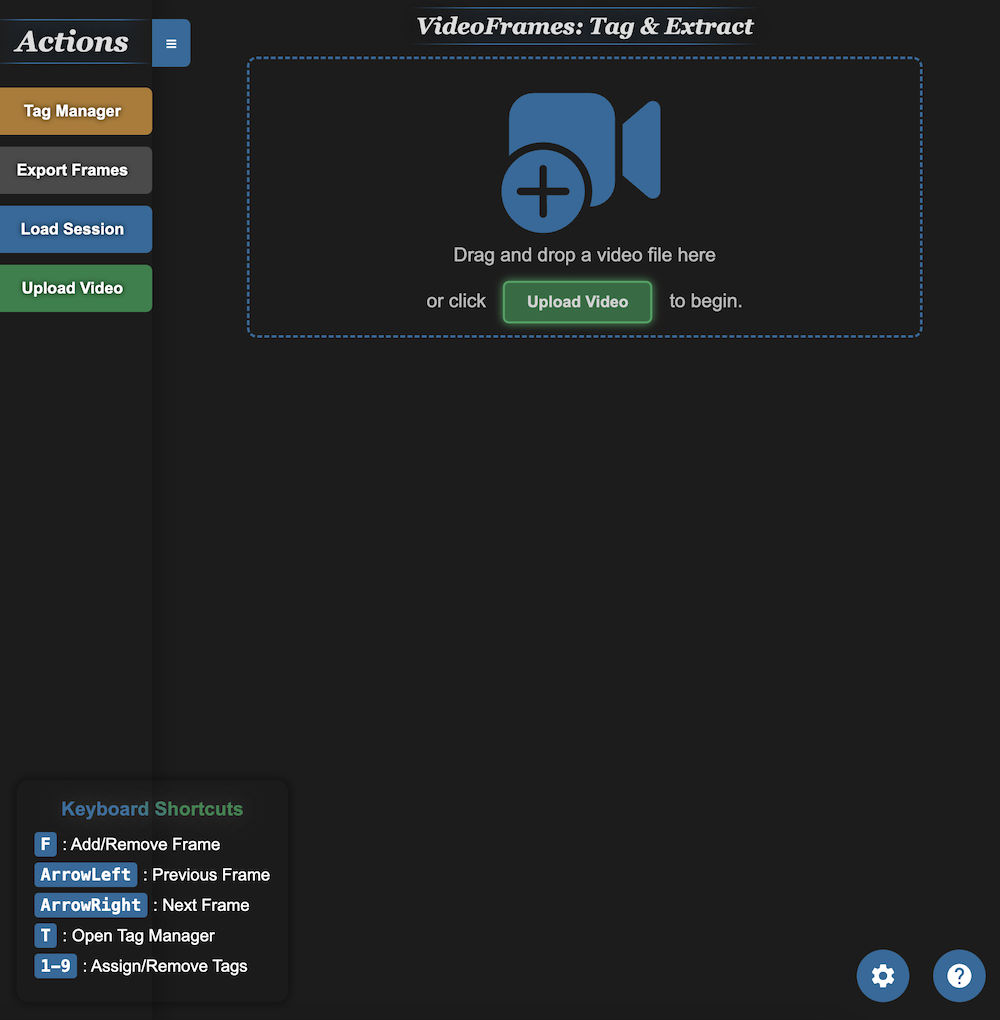 Actions
VideoFrames: Tag & Extract
Tag Manager
Export Frames
Load Session
Upload Video
Drag and drop a video file here
or click Upload Video to begin.
Keyboard Shortcuts
F : Add/Remove Frame
ArrowLeft : Previous Frame
ArrowRight : Next Frame
T : Open Tag Manager
1–9 : Assign/Remove Tags
?